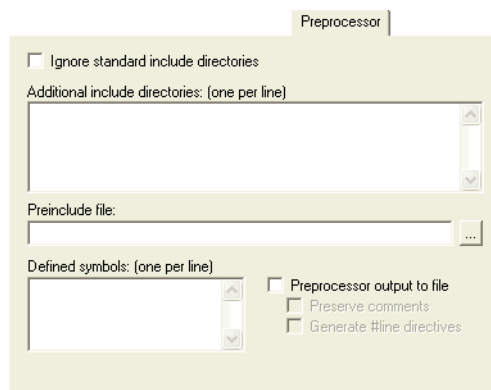 Preprocessor
Ignore standard include directories
Additional include directories: (one per line)
Preinclude file:
...
Defined symbols: (one per line)
Preprocessor output to file
Preserve comments
Generate #line directives